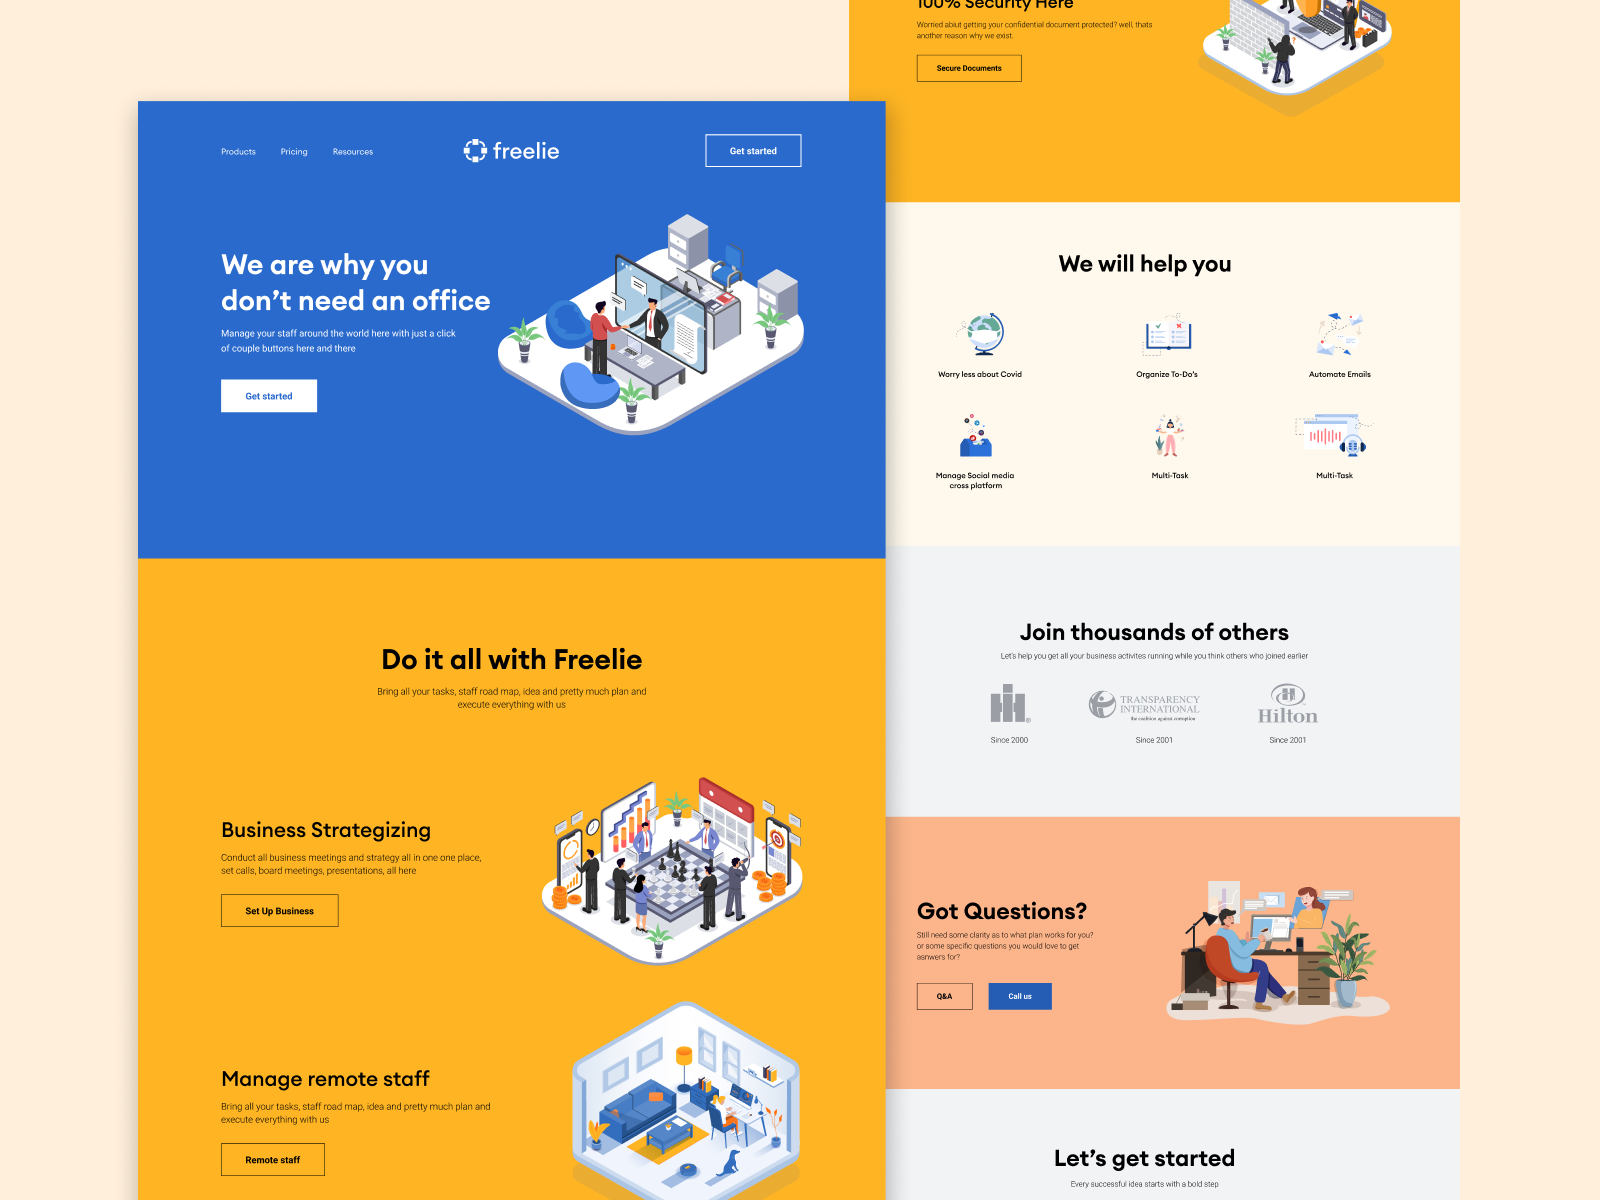 Products
Pricing
Resources
freelie
Get started
We are why you
don’t need an office
Manage your staff around the world here with just a click
of couple buttons here and there
Get started
Do it all with Freelie
Bring all your tasks, staff road map, idea and pretty much plan and
execute everything with us
Business Strategizing
Conduct all business meetings and strategy all in one one place,
set calls, board meetings, presentations, all here
Set Up Business
Manage remote staff
Bring all your tasks, staff road map, idea and pretty much plan and
execute everything with us
Remote staff
100% Security Here
Worried abiut getting your confidential document protected? well, thats
another reason why we exist.
Secure Documents
We will help you
Worry less about Covid
Organize To-Do’s
Automate Emails
Manage Social media
cross platform
Multi-Task
Multi-Task
Join thousands of others
Let’s help you get all your business activites running while you think others who joined earlier
TRANSPARENCY
INTERNATIONAL
the coalition against corruption
H
Hilton
Since 2000
Since 2001
Since 2001
Got Questions?
Still need some clarity as to what plan works for you?
or some specific questions you would love to get
asnwers for?
Q&A
Call us
Let’s get started
Every successful idea starts with a bold step